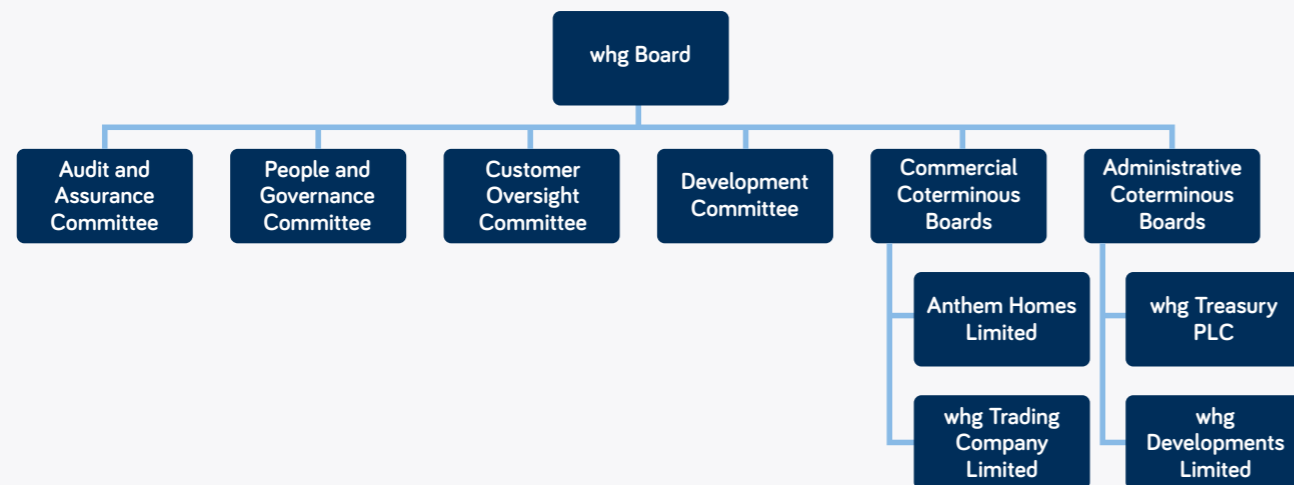 whg Board
Audit and
Assurance
Committee
People and
Governance
Committee
Customer
Oversight
Committee
Development
Committee
Commercial
Coterminous
Boards
Administrative
Coterminous
Boards
Anthem Homes
Limited
whg Trading
Company
Limited
whg Treasury
PLC
whg
Developments
Limited